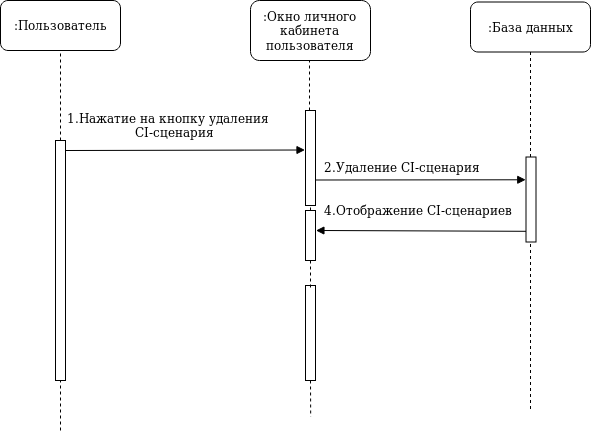 :Пользователь
:Окно личного
кабинета
пользователя
:База данных
1.Нажатие на кнопку удаления
CI-сценария
2.Удаление CI-сценария
4.Отображение CI-сценариев